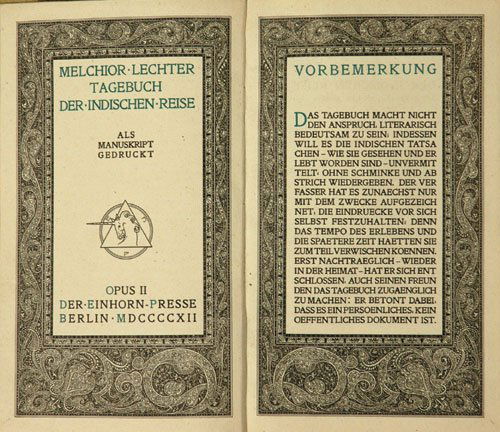 MELCHIOR · LECHTER
TAGEBUCH
DER · INDISCHEN · REISE
ALS
MANUSKRIPT
GEDRUCKT
OPUS II
DER · EINHORN - PRESSE
BERLIN · MDCCCCXII
VORBEMERKUNG
DAS TAGEBUCH MACHT NICHT
DEN ANSPRUCH, LITERARISCH
BEDEUTSAM ZU SEIN; INDESSEN
WILL ES DIE INDISCHEN TATSA
CHEN – WIE SIE GESEHEN UND ER
LEBT WORDEN SIND – UNVERMIT
TELT, OHNE SCHMINKE UND AB
STRICH WIEDERGEBEN. DER VER
FASSER HAT ES ZUNAECHST NUR
MIT DEM ZWECKE AUFGEZEICH
NET, DIE EINDRUECKE VOR SICH
SELBST FESTZUHALTEN; DENN
DAS TEMPO DES ERLEBENS UND
DIE SPAETERE ZEIT HAETTEN SIE
ZUM TEIL VERWISCHEN KOENNEN.
ERST NACHTRAEGLICH – WIEDER
IN DER HEIMAT – HAT ER SICH ENT
SCHLOSSEN, AUCH SEINEN FREUN
DEN DAS TAGEBUCH ZUGAENGLICH
ZU MACHEN; ER BETONT DABEI,
DASS ES EIN PERSOENLICHES, KEIN
OEFFENTLICHES DOKUMENT IST.